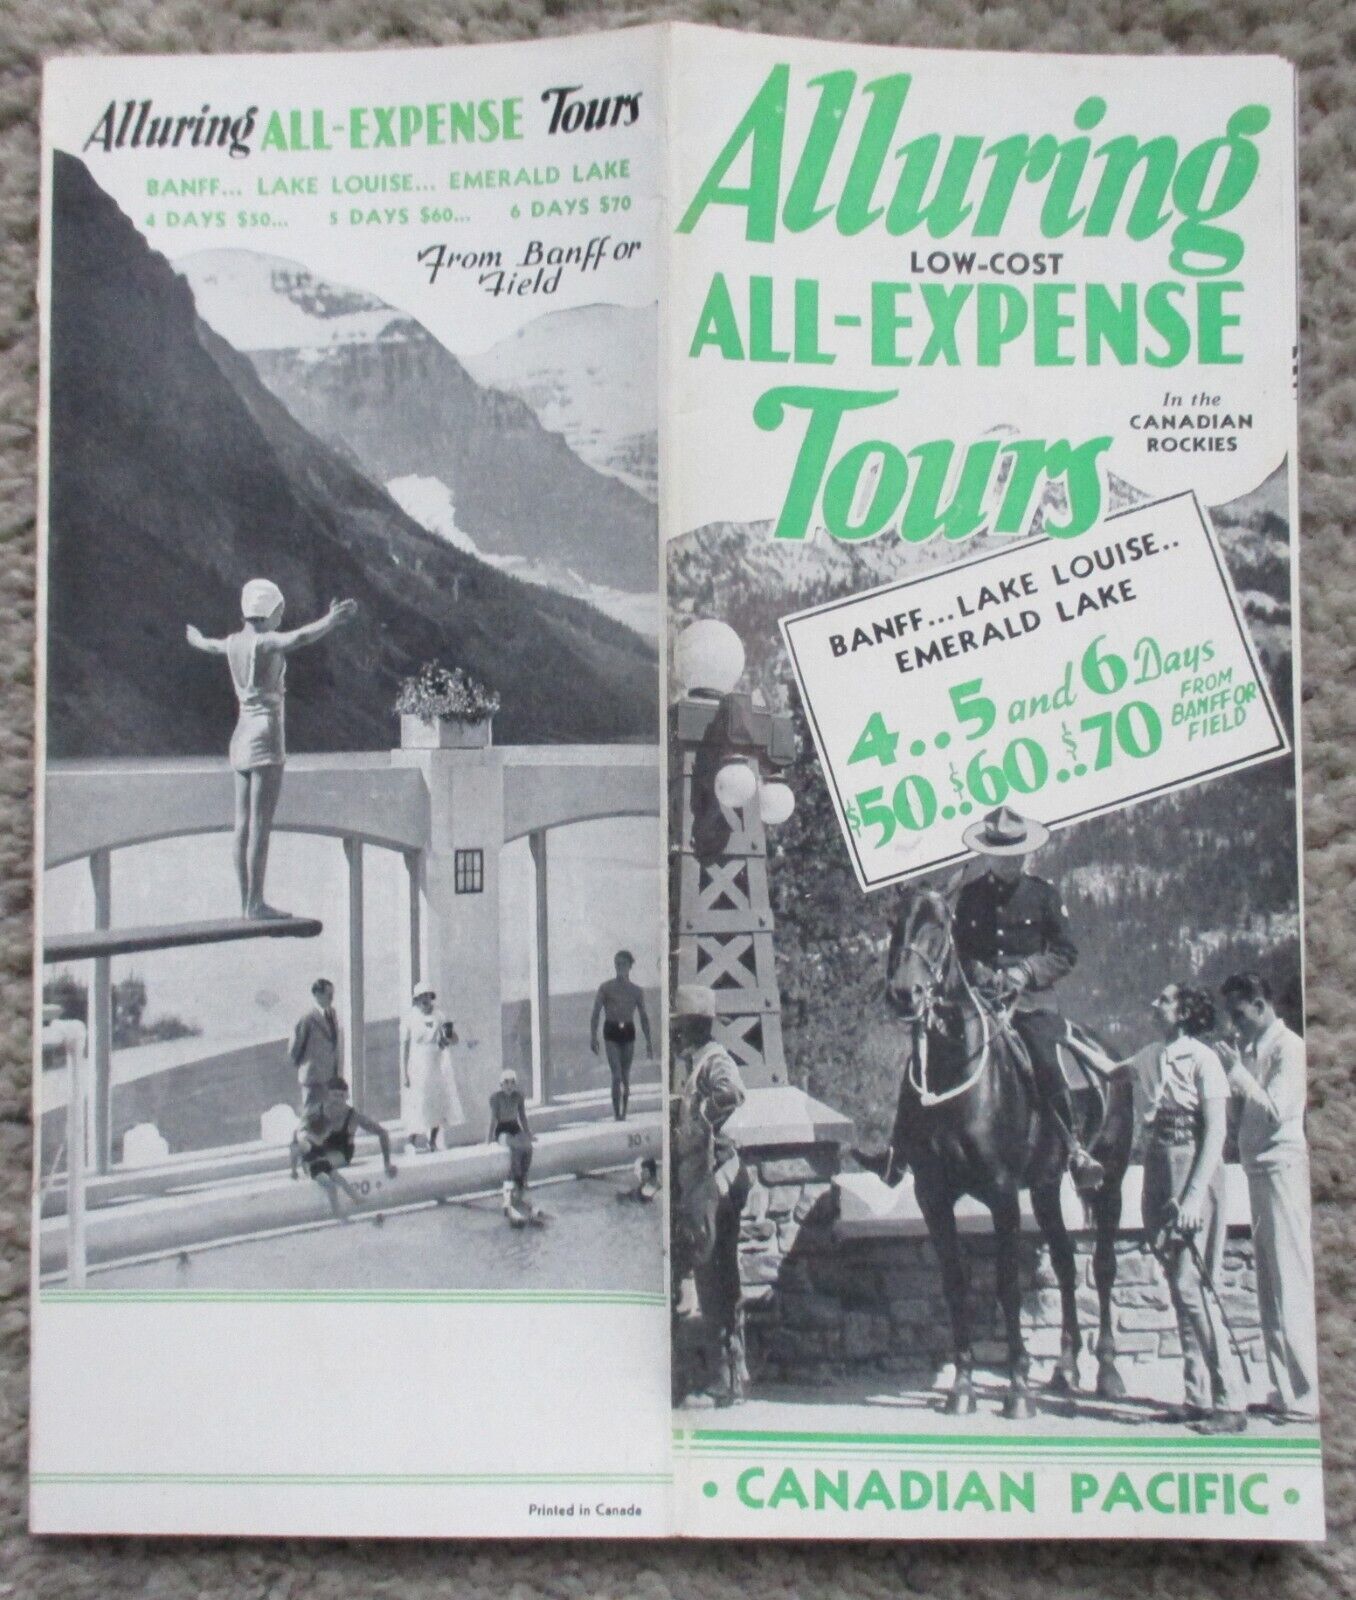 Alluring ALL-EXPENSE Tours
BANFF... LAKE LOUISE... EMERALD LAKE
4 DAYS $50... 5 DAYS $60... 6 DAYS $70
From Banff or
Field
30
Printed in Canada
Alluring
LOW-COST
ALL-EXPENSE
Tours
In the
CANADIAN
ROCKIES
BANFF...LAKE LOUISE..
EMERALD LAKE
4..5 and 6 Days
$50..$60..$70
FROM
BANFF OR
FIELD
• CANADIAN PACIFIC •